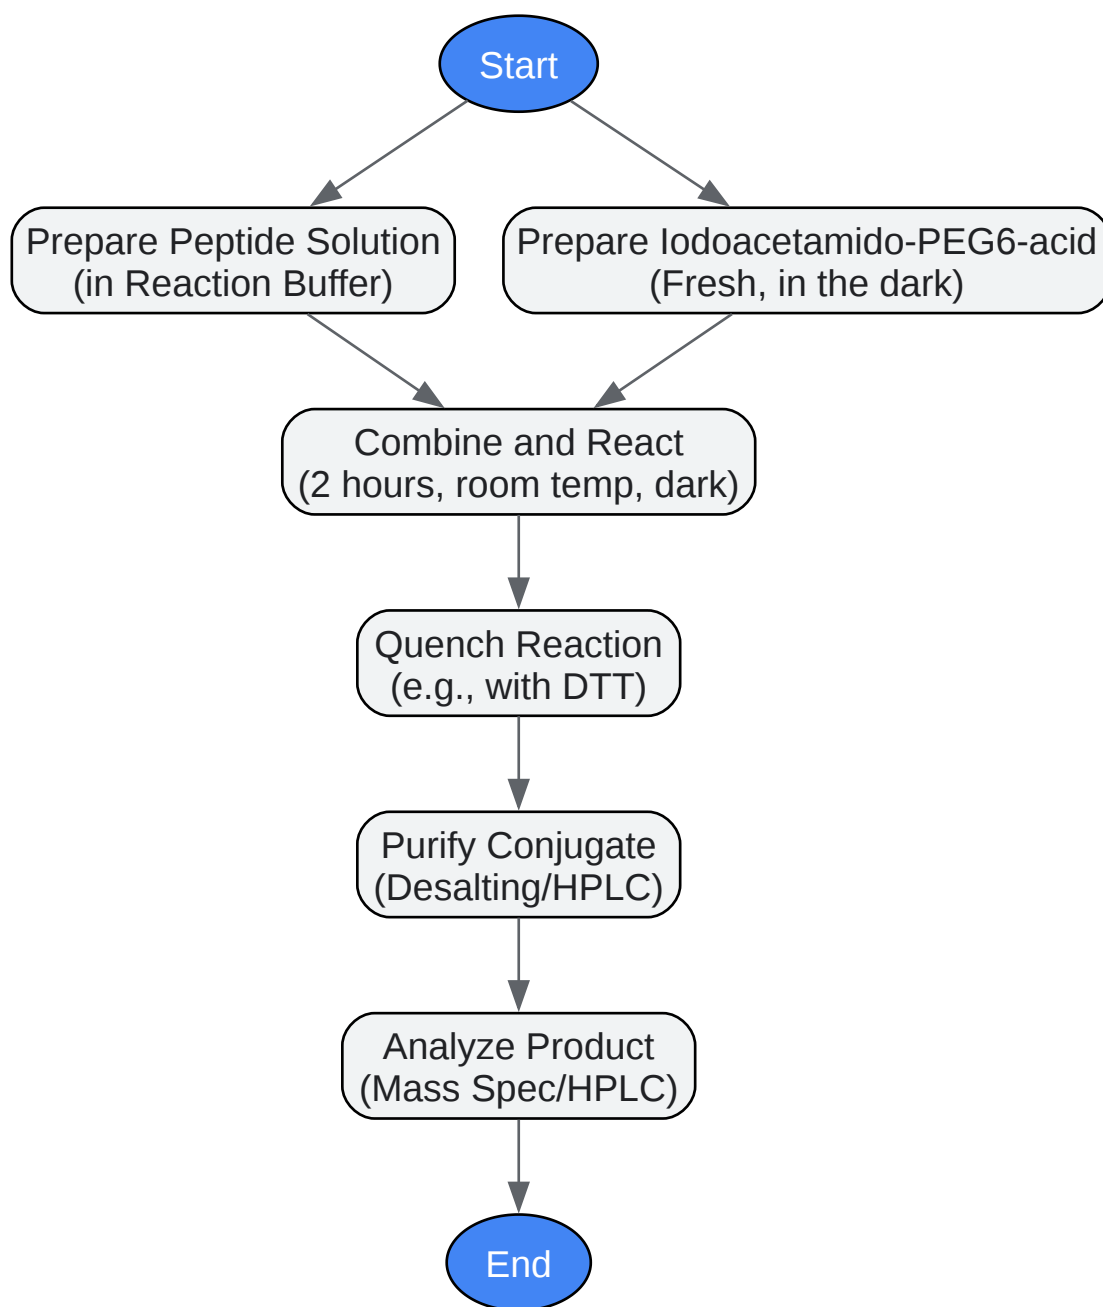 Start
Prepare Peptide Solution
(in Reaction Buffer)
Prepare Iodoacetamido-PEG6-acid
(Fresh, in the dark)
Combine and React
(2 hours, room temp, dark)
Quench Reaction
(e.g., with DTT)
Purify Conjugate
(Desalting/HPLC)
Analyze Product
(Mass Spec/HPLC)
End